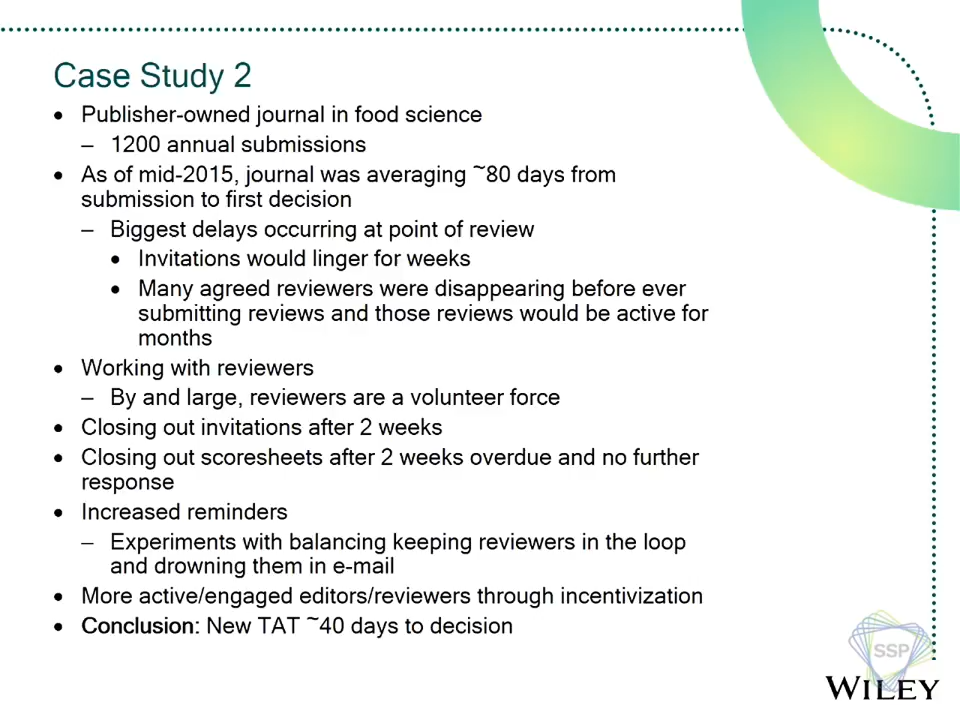 Case Study 2
• Publisher-owned journal in food science
– 1200 annual submissions
• As of mid-2015, journal was averaging ~80 days from
submission to first decision
– Biggest delays occurring at point of review
• Invitations would linger for weeks
• Many agreed reviewers were disappearing before ever
submitting reviews and those reviews would be active for
months
• Working with reviewers
– By and large, reviewers are a volunteer force
• Closing out invitations after 2 weeks
• Closing out scoresheets after 2 weeks overdue and no further
response
• Increased reminders
– Experiments with balancing keeping reviewers in the loop
and drowning them in e-mail
• More active/engaged editors/reviewers through incentivization
• Conclusion: New TAT ~40 days to decision
SSP
WILEY